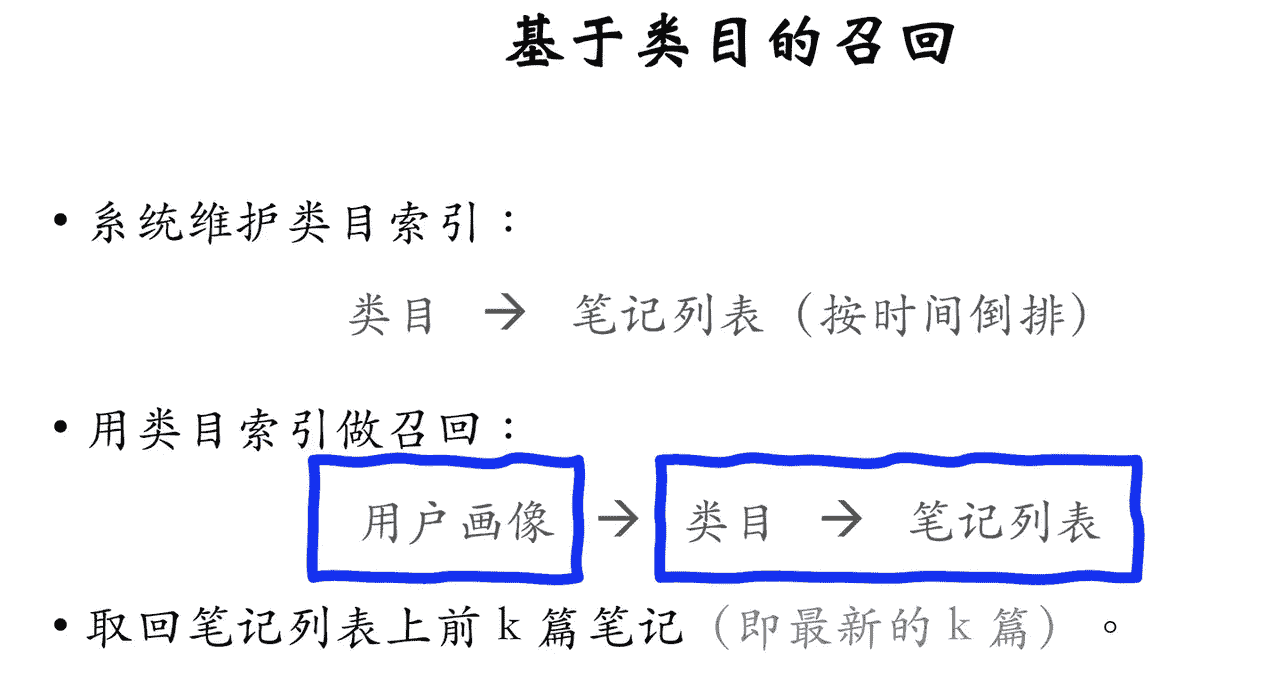 基于类目的召回
• 系统维护类目索引：
类目 → 笔记列表（按时间倒排）
• 用类目索引做召回：
用户画像 → 类目 → 笔记列表
• 取回笔记列表上前 k 篇笔记（即最新的 k 篇）。